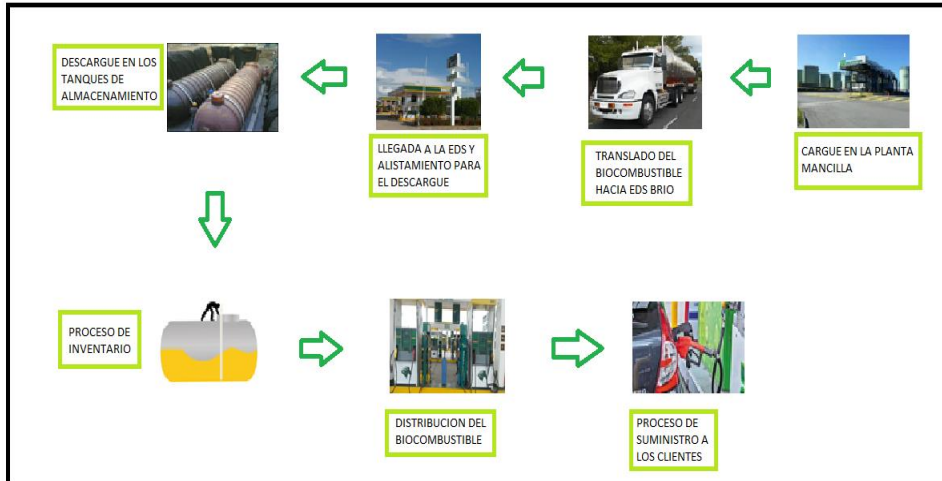 DESCARGUE EN LOS
TANQUES DE
ALMACENAMIENTO
LLEGADA A LA EDS Y
ALISTAMIENTO PARA
EL DESCARGUE
TRANSLADO DEL
BIOCOMBUSTIBLE
HACIA EDS BRIO
CARGUE EN LA PLANTA
MANCILLA
PROCESO DE
INVENTARIO
DISTRIBUCION DEL
BIOCOMBUSTIBLE
PROCESO DE
SUMINISTRO A
LOS CLIENTES